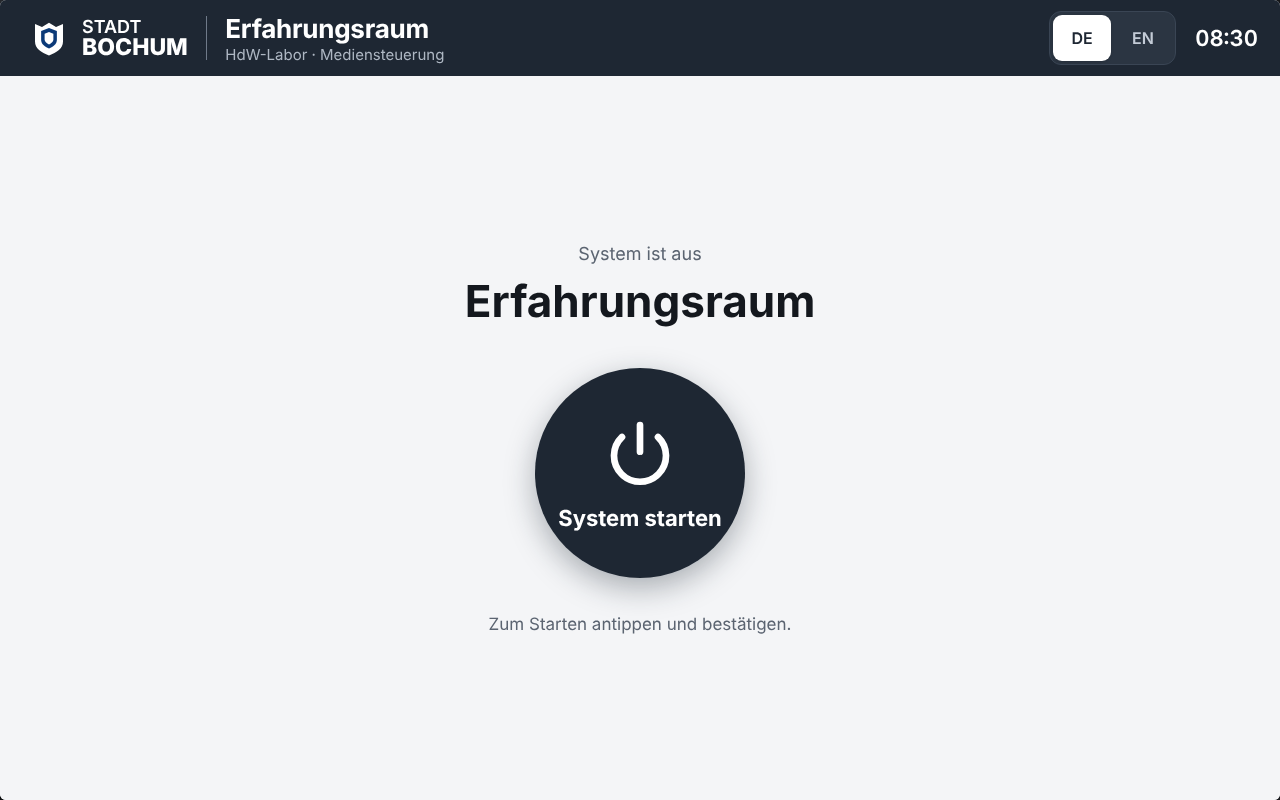 STADT
BOCHUM
Erfahrungsraum
HdW-Labor · Mediensteuerung
DE
EN
08:30
System ist aus
Erfahrungsraum
System starten
Zum Starten antippen und bestätigen.